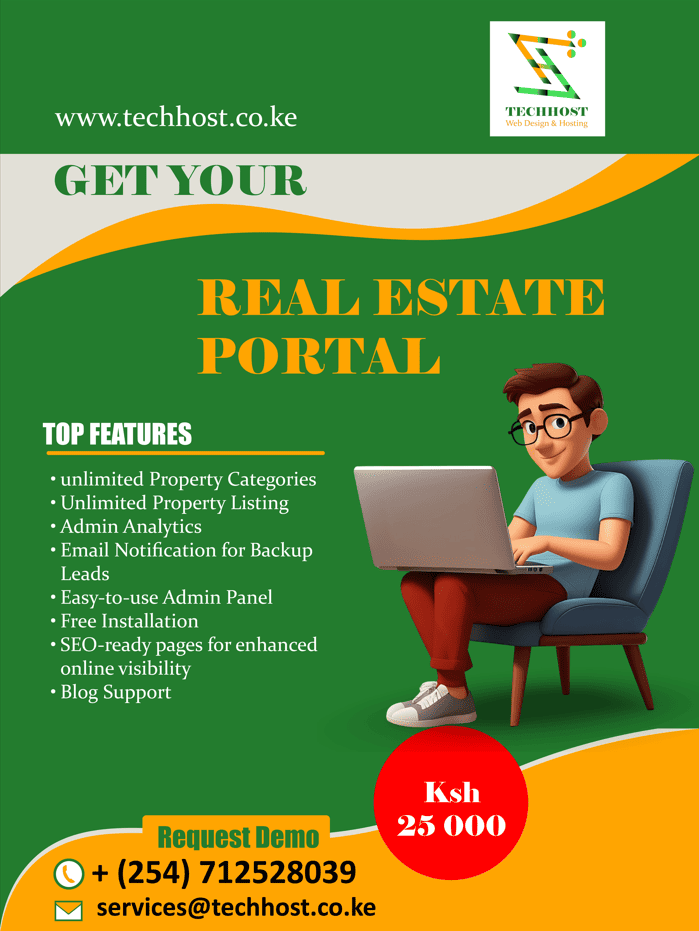 www.techhost.co.ke
TECHHOST
Web Design & Hosting
GET YOUR
REAL ESTATE
PORTAL
TOP FEATURES
• unlimited Property Categories
• Unlimited Property Listing
• Admin Analytics
• Email Notification for Backup
Leads
• Easy-to-use Admin Panel
• Free Installation
• SEO-ready pages for enhanced
online visibility
• Blog Support
Ksh
25 000
Request Demo
+ (254) 712528039
services@techhost.co.ke